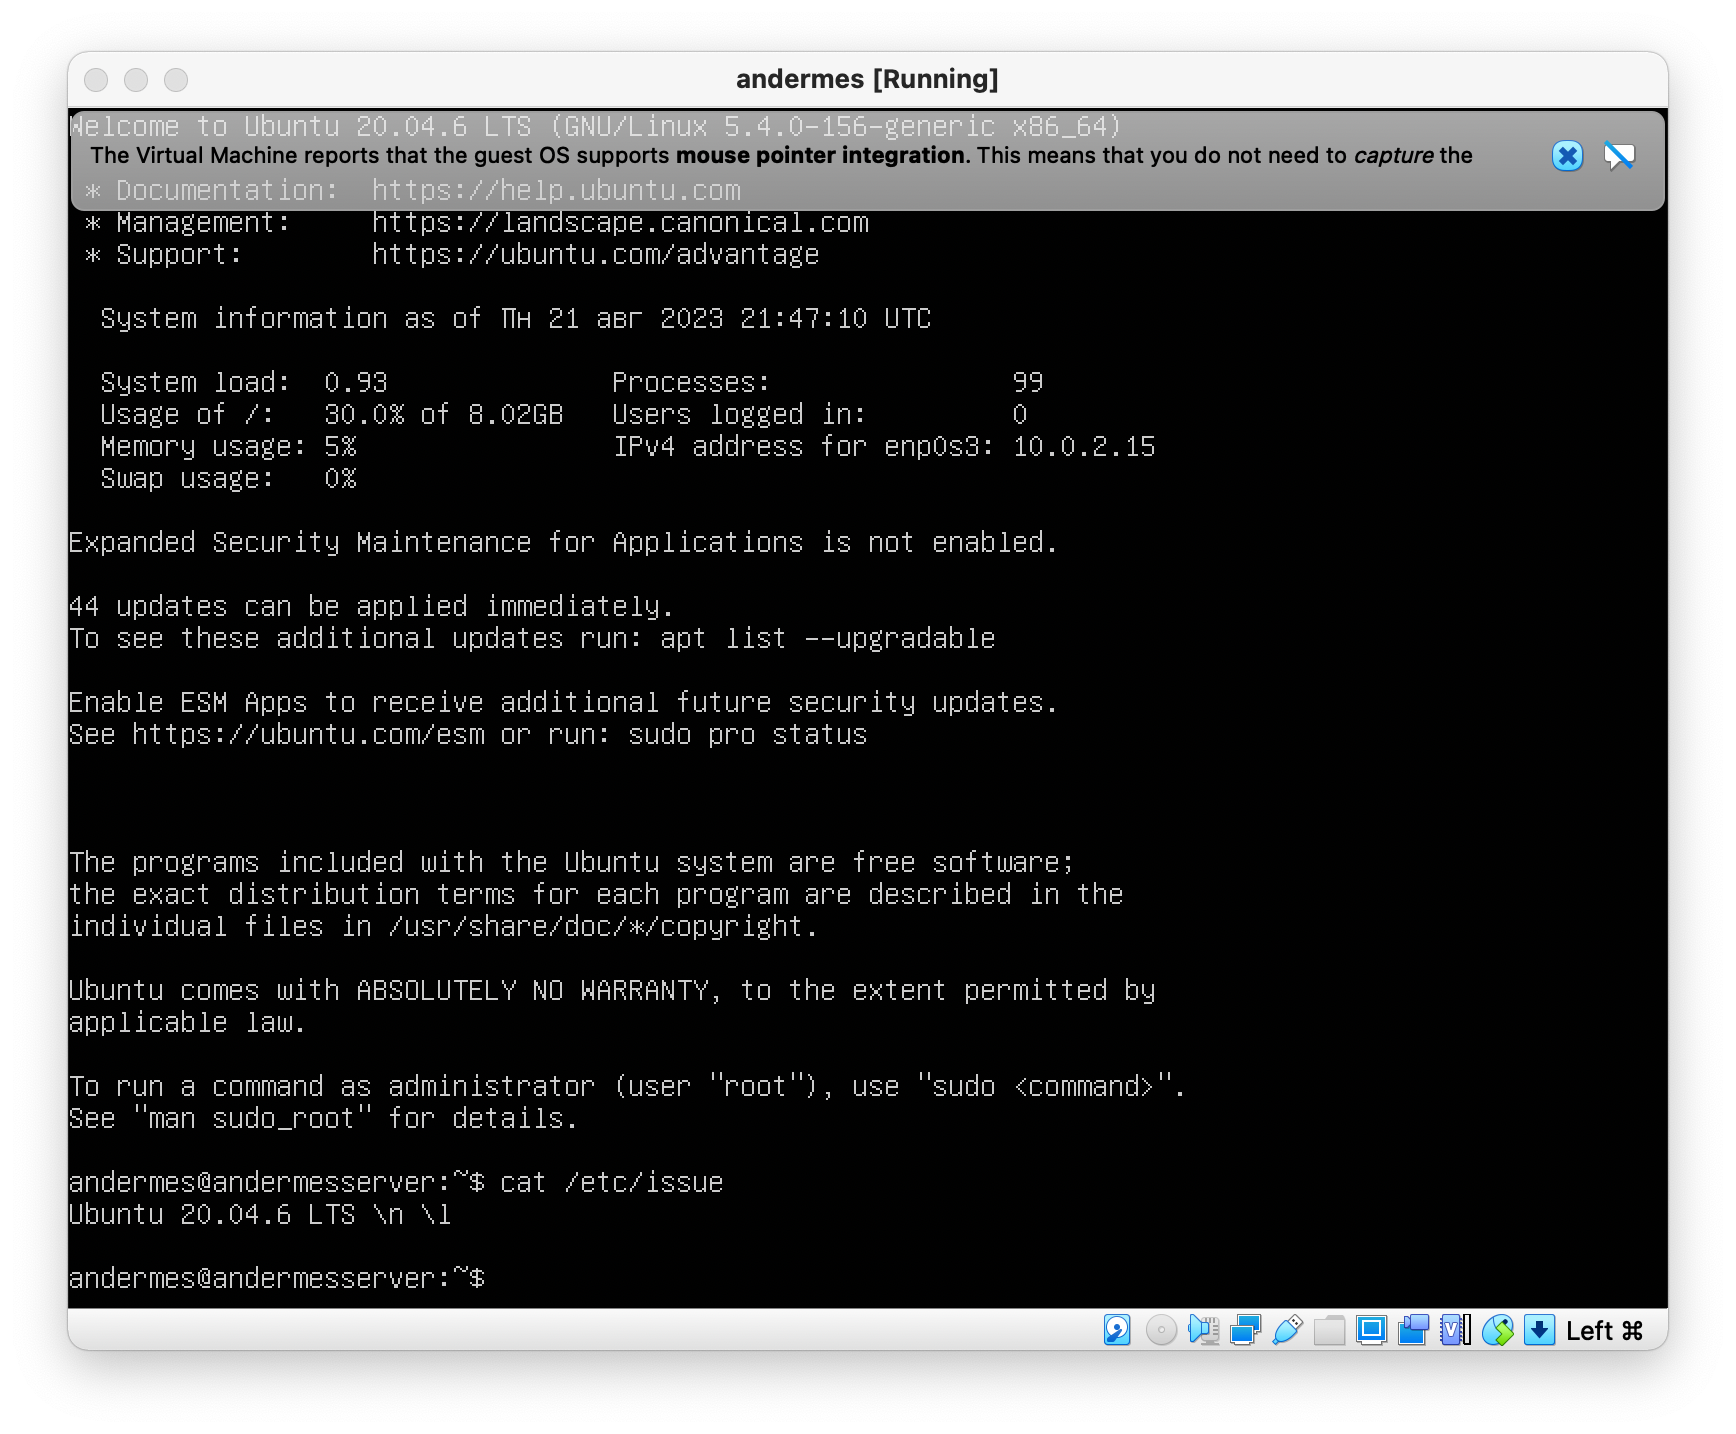 andermes [Running]
Welcome to Ubuntu 20.04.6 LTS (GNU/Linux 5.4.0-156-generic x86_64)
The Virtual Machine reports that the guest OS supports mouse pointer integration. This means that you do not need to capture the
* Documentation:  https://help.ubuntu.com
* Management:     https://landscape.canonical.com
* Support:        https://ubuntu.com/advantage
System information as of Пн 21 авг 2023 21:47:10 UTC
System load:  0.93              Processes:               99
Usage of /:   30.0% of 8.02GB   Users logged in:         0
Memory usage: 5%                IPv4 address for enp0s3: 10.0.2.15
Swap usage:   0%
Expanded Security Maintenance for Applications is not enabled.
44 updates can be applied immediately.
To see these additional updates run: apt list --upgradable
Enable ESM Apps to receive additional future security updates.
See https://ubuntu.com/esm or run: sudo pro status
The programs included with the Ubuntu system are free software;
the exact distribution terms for each program are described in the
individual files in /usr/share/doc/*/copyright.
Ubuntu comes with ABSOLUTELY NO WARRANTY, to the extent permitted by
applicable law.
To run a command as administrator (user "root"), use "sudo <command>".
See "man sudo_root" for details.
andermes@andermesserver:~$ cat /etc/issue
Ubuntu 20.04.6 LTS \n \l
andermes@andermesserver:~$
Left ⌘